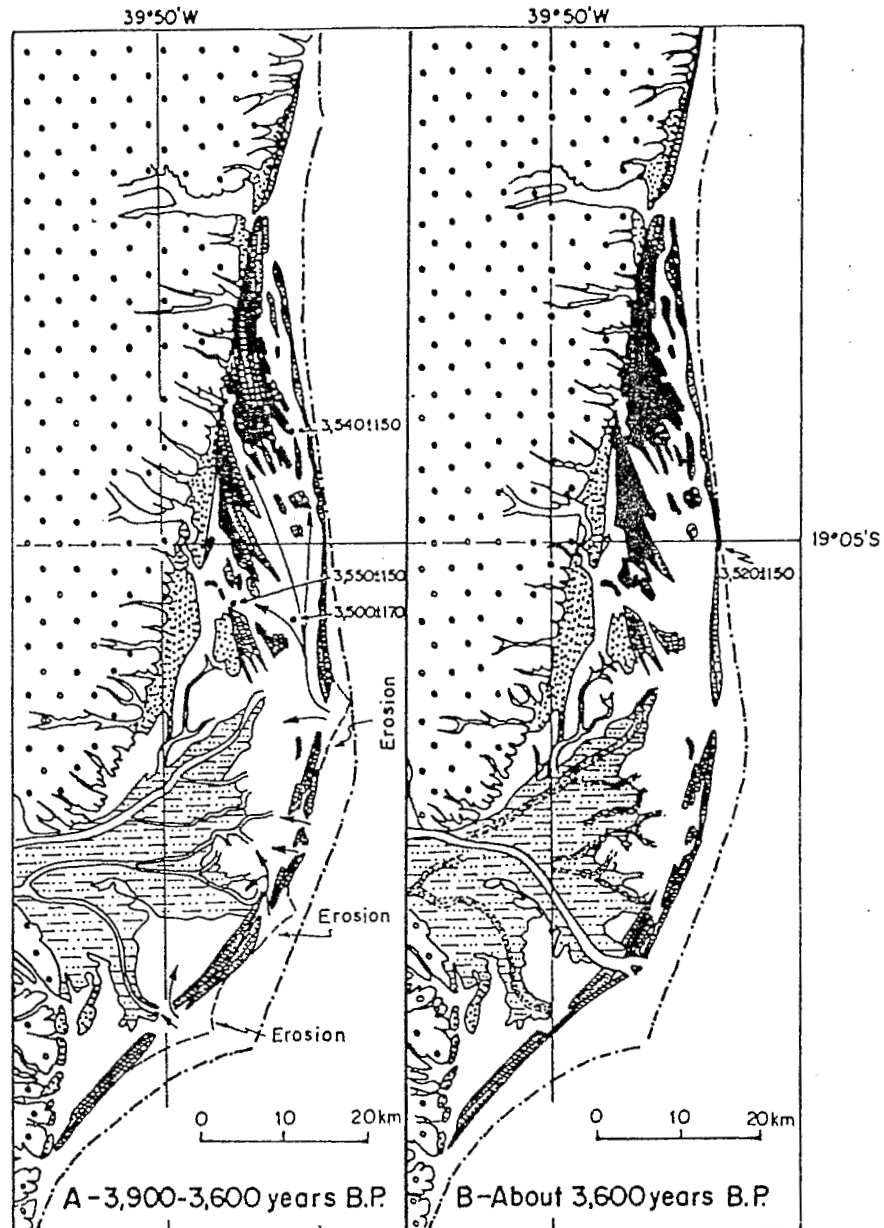 39°50'W
39°50'W
3,540±150
19°05'S
3,520±150
3,550±150
3,500±170
Erosion
Erosion
Erosion
0 10 20km
0 10 20km
A-3,900-3,600 years B.P.
B-About 3,600 years B.P.